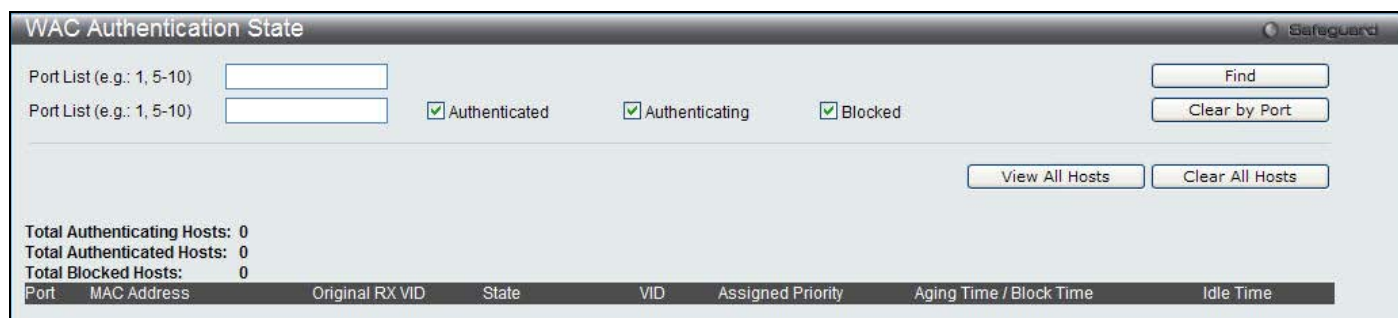 WAC Authentication State
Safeguard
Port List (e.g.: 1, 5-10)
Find
Port List (e.g.: 1, 5-10) Authenticated Authenticating Blocked Clear by Port
View All Hosts Clear All Hosts
Total Authenticating Hosts: 0
Total Authenticated Hosts: 0
Total Blocked Hosts: 0
Port MAC Address Original RX VID State VID Assigned Priority Aging Time / Block Time Idle Time